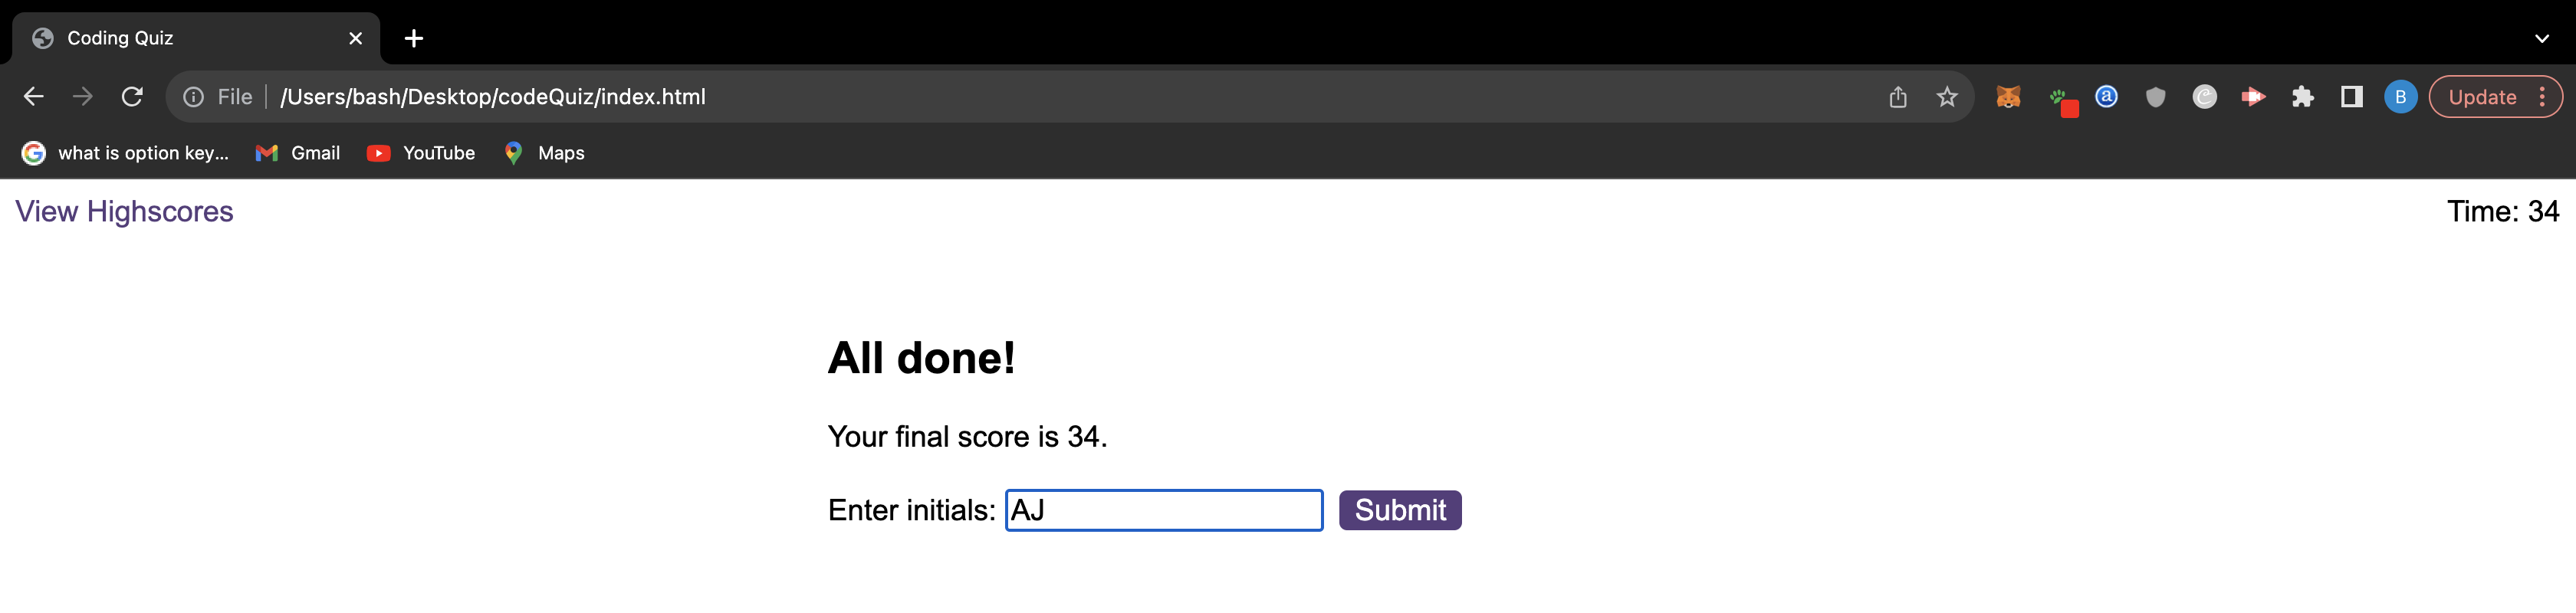 Coding Quiz
File /Users/bash/Desktop/codeQuiz/index.html
B
Update
what is option key...
Gmail
YouTube
Maps
View Highscores
Time: 34
All done!
Your final score is 34.
Enter initials: AJ Submit